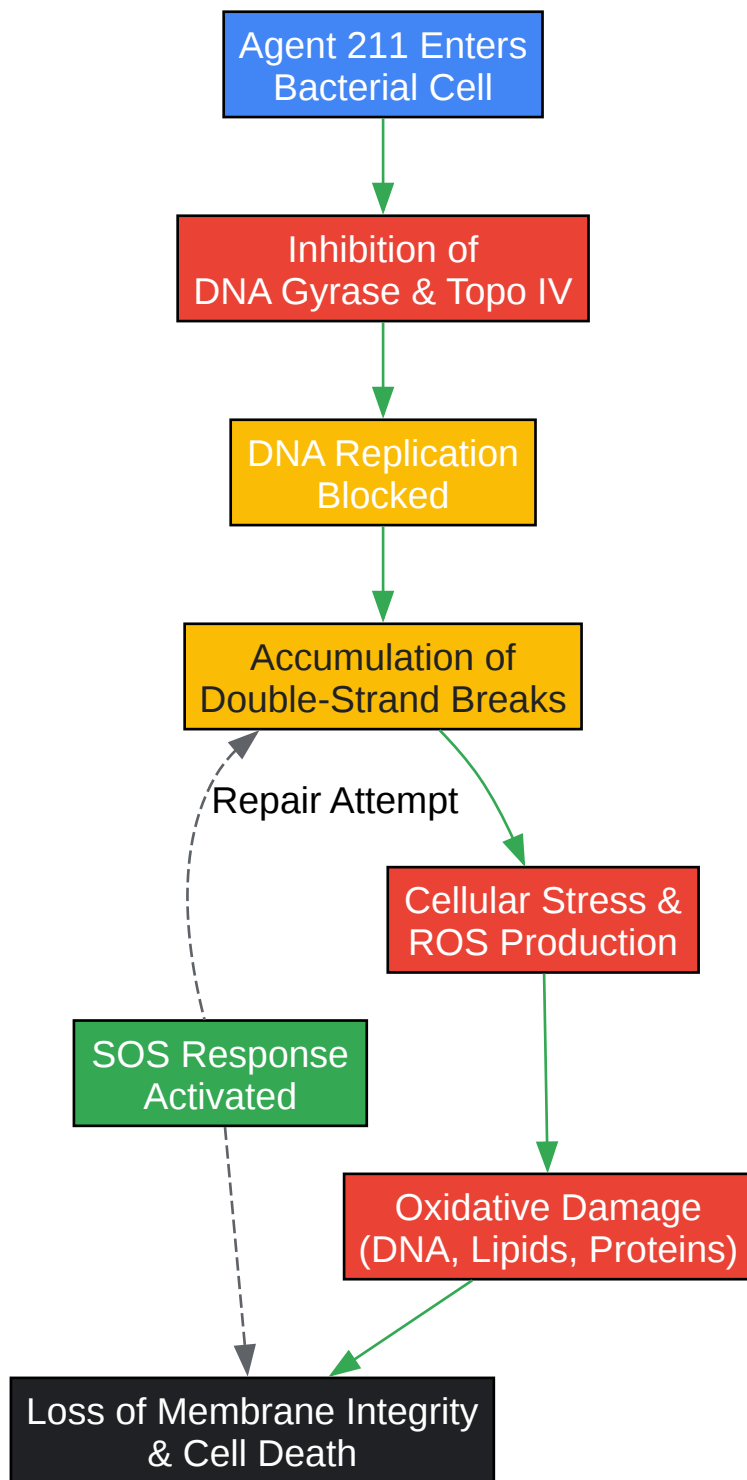 Agent 211 Enters
Bacterial Cell
Inhibition of
DNA Gyrase & Topo IV
DNA Replication
Blocked
Accumulation of
Double-Strand Breaks
Repair Attempt
Cellular Stress &
ROS Production
SOS Response
Activated
Oxidative Damage
(DNA, Lipids, Proteins)
Loss of Membrane Integrity
& Cell Death